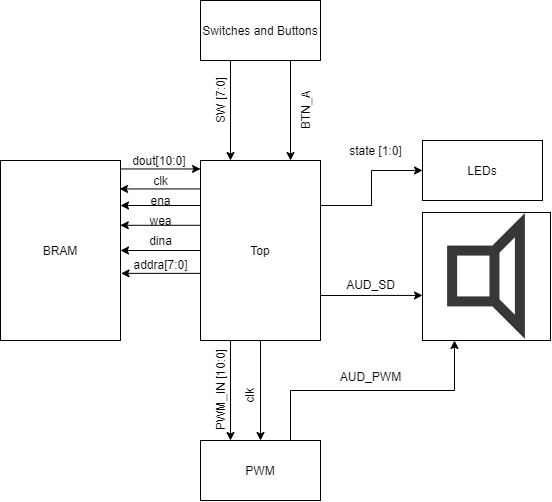 Switches and Buttons
SW [7:0]
BTN_A
state [1:0]
LEDs
dout[10:0]
clk
ena
wea
dina
addra[7:0]
BRAM
Top
AUD_SD
PWM_IN [10:0]
clk
AUD_PWM
PWM